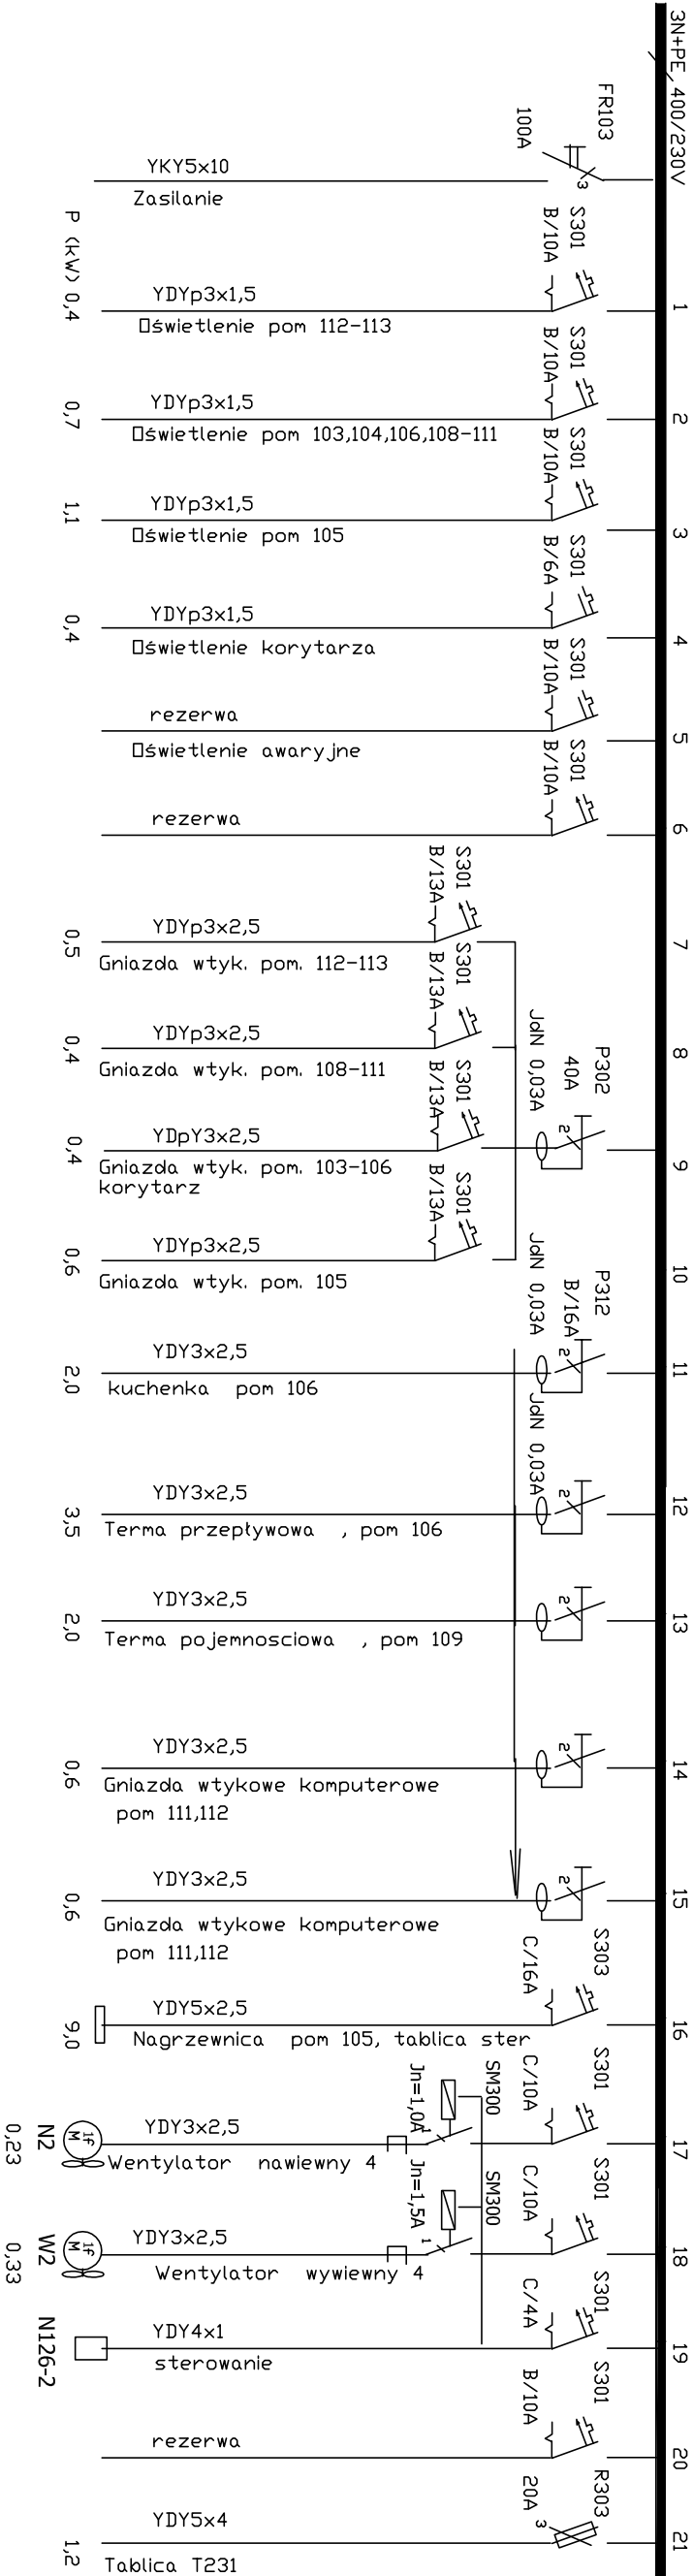 3N+PE, 400/230V
FR103
100A
3
YKY5x10
Zasilanie
P (kW)
1
S301
B/10A
YDYp3x1,5
Oświetlenie pom 112-113
0,4
2
S301
B/10A
YDYp3x1,5
Oświetlenie pom 103,104,106,108-111
0,7
3
S301
B/10A
YDYp3x1,5
Oświetlenie pom 105
1,1
4
S301
B/6A
YDYp3x1,5
Oświetlenie korytarza
0,4
5
S301
B/10A
rezerwa
Oświetlenie awaryjne
6
S301
B/10A
rezerwa
7
S301
B/13A
YDYp3x2,5
Gniazda wtyk. pom. 112-113
0,5
8
S301
B/13A
YDYp3x2,5
Gniazda wtyk. pom. 108-111
0,4
P302
40A
JdN 0,03A
2
9
S301
B/13A
YDpY3x2,5
Gniazda wtyk. pom. 103-106
korytarz
0,4
10
S301
B/13A
YDYp3x2,5
Gniazda wtyk. pom. 105
0,6
11
P312
B/16A
JdN 0,03A
2
YDY3x2,5
kuchenka pom 106
2,0
12
JdN 0,03A
2
YDY3x2,5
Terma przepływowa , pom 106
3,5
13
2
YDY3x2,5
Terma pojemnosciowa , pom 109
2,0
14
2
YDY3x2,5
Gniazda wtykowe komputerowe
pom 111,112
0,6
15
2
YDY3x2,5
Gniazda wtykowe komputerowe
pom 111,112
0,6
16
S303
C/16A
YDY5x2,5
Nagrzewnica pom 105, tablica ster
9,0
17
S301
C/10A
SM300
Jn=1,0A
1
YDY3x2,5
Wentylator nawiewny 4
1f
M
N2
0,23
18
S301
C/10A
SM300
Jn=1,5A
1
YDY3x2,5
Wentylator wywiewny 4
1f
M
W2
0,33
19
S301
C/4A
YDY4x1
sterowanie
N126-2
20
S301
B/10A
rezerwa
21
R303
20A
3
YDY5x4
Tablica T231
1,2